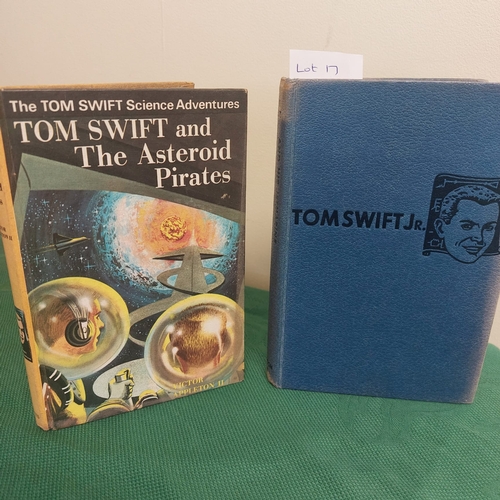 The TOM SWIFT Science Adventures
TOM SWIFT and
The Asteroid
Pirates
VICTOR
APPLETON II
Lot 17
TOM SWIFT JR.